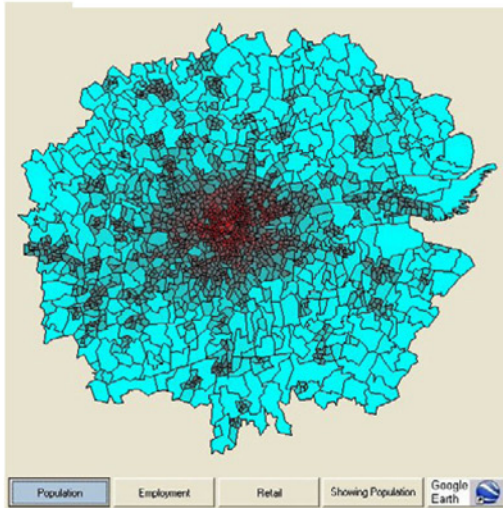 Population
Employment
Retail
Showing Population
Google
Earth